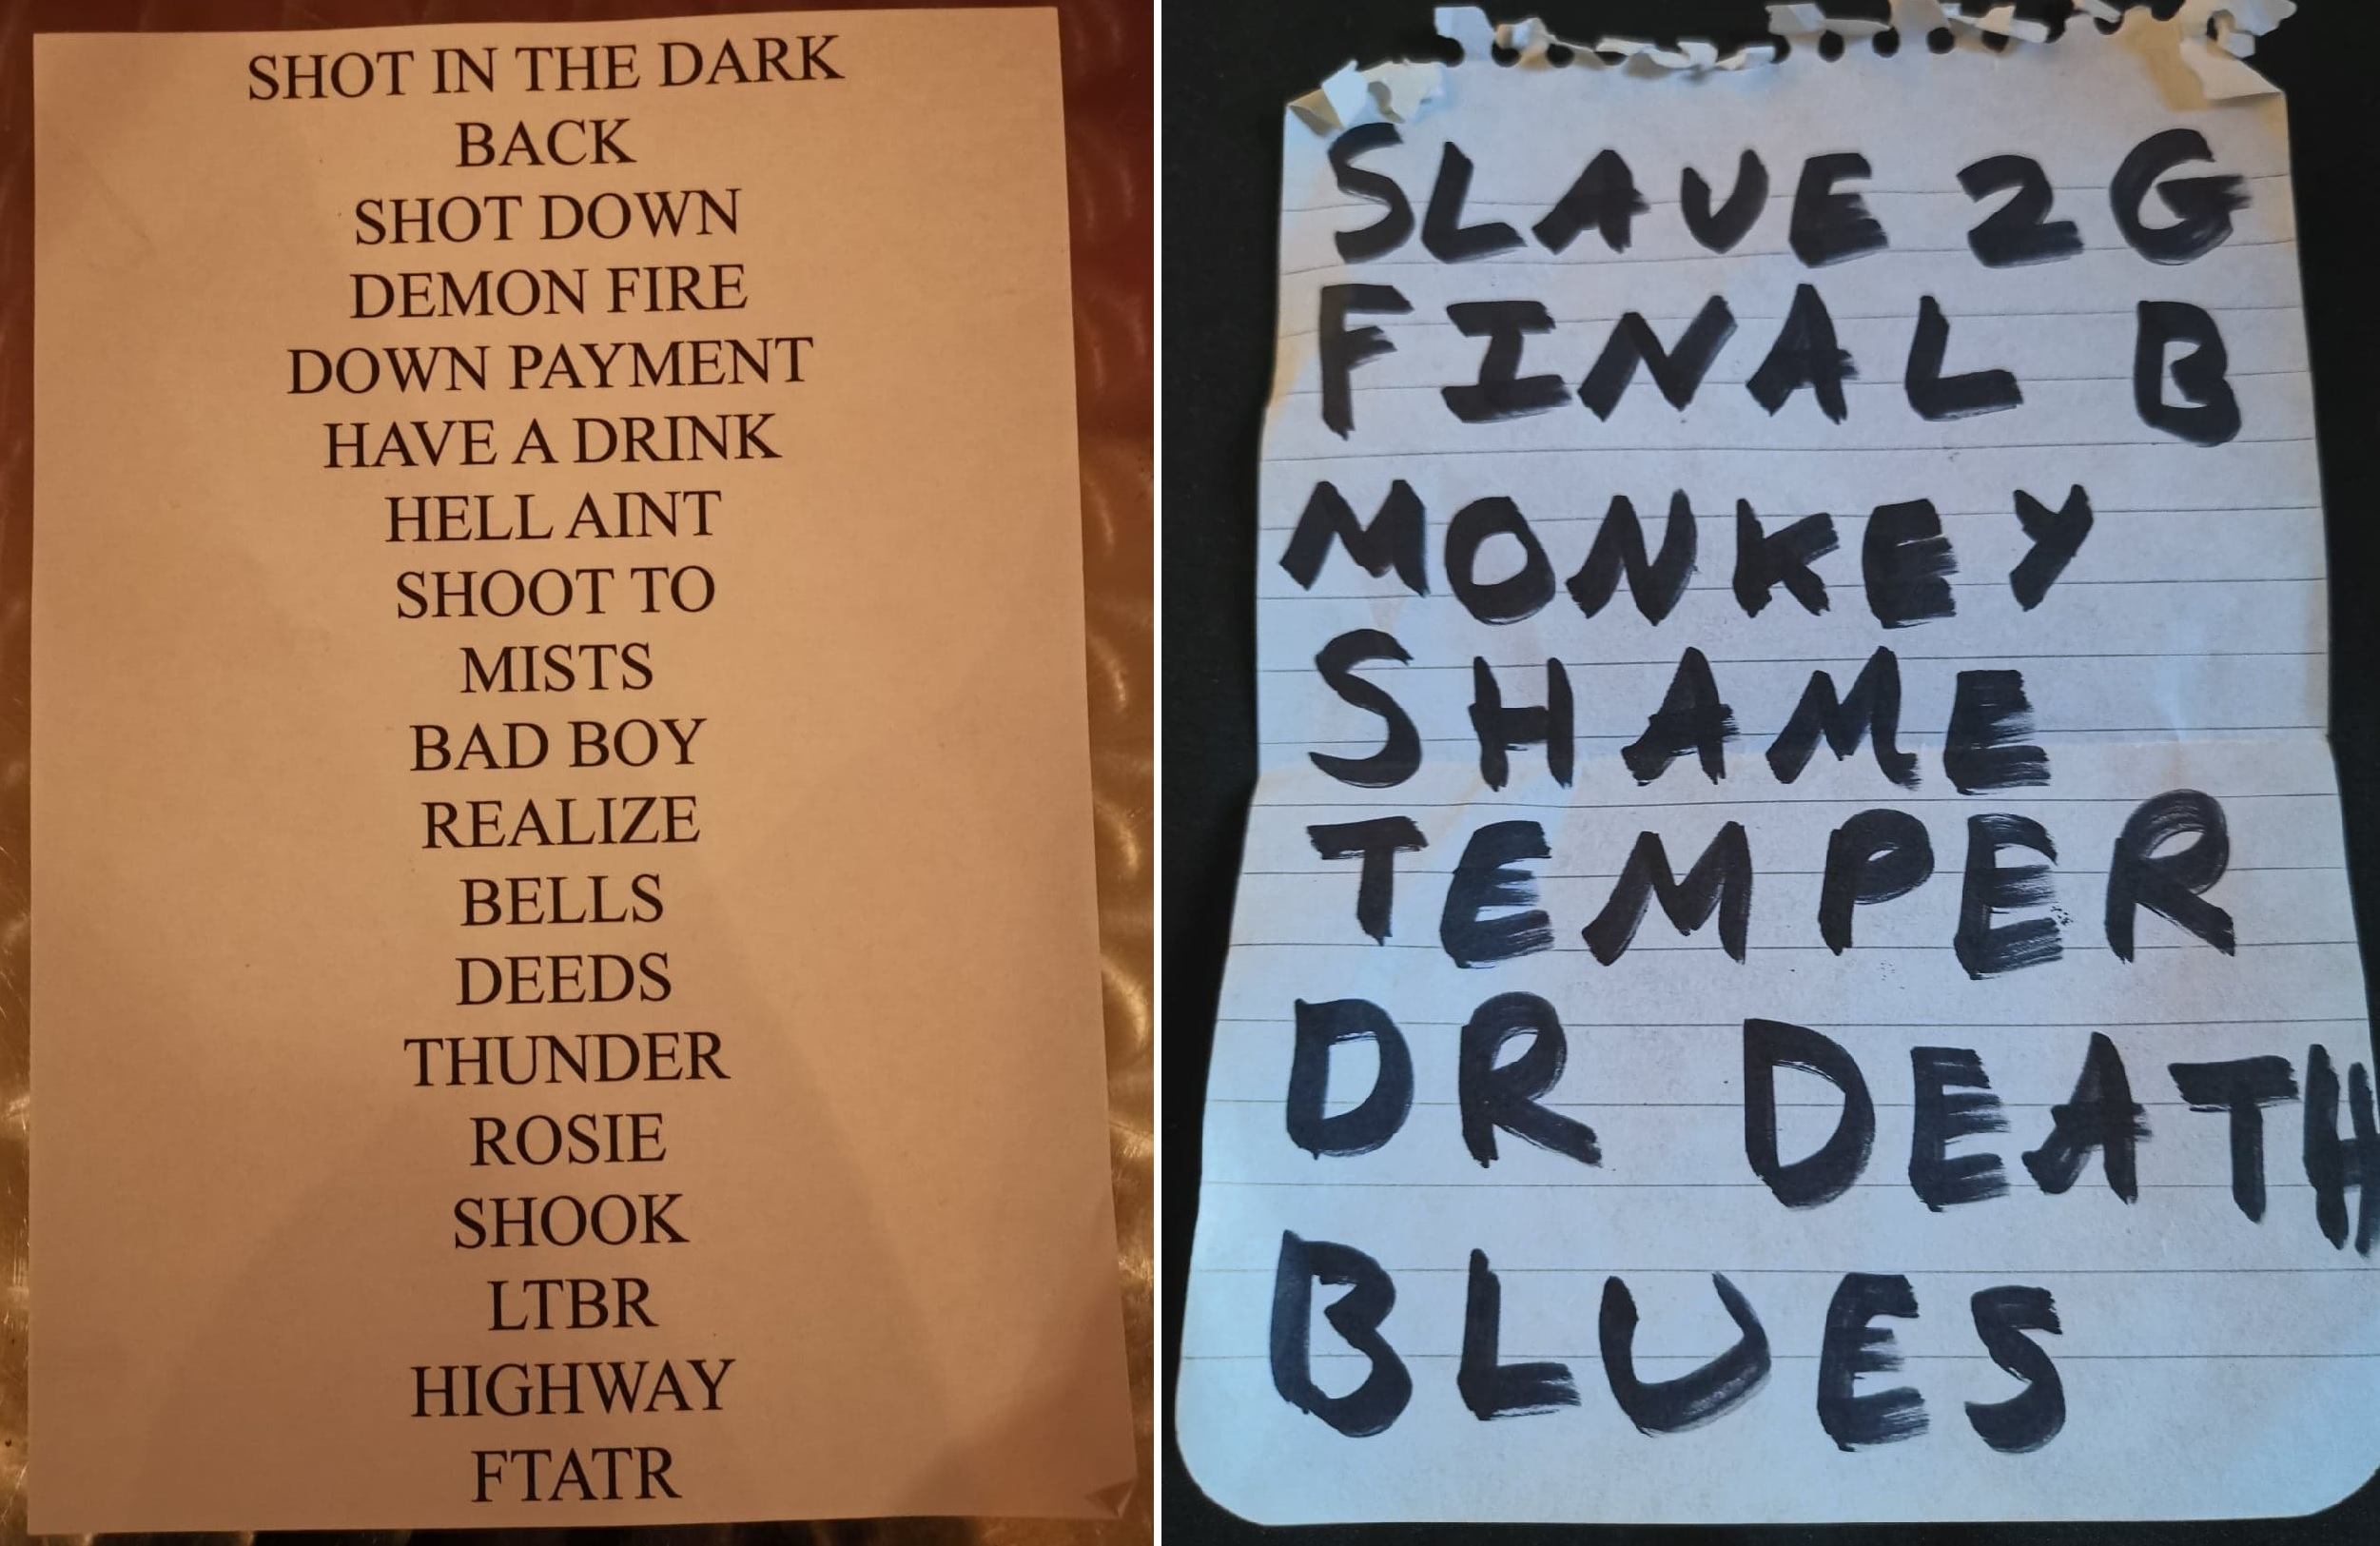 SHOT IN THE DARK
BACK
SHOT DOWN
DEMON FIRE
DOWN PAYMENT
HAVE A DRINK
HELL AINT
SHOOT TO
MISTS
BAD BOY
REALIZE
BELLS
DEEDS
THUNDER
ROSIE
SHOOK
LTBR
HIGHWAY
FTATR
SLAVE 2 G
FINAL B
MONKEY
SHAME
TEMPER
DR DEATH
BLUES